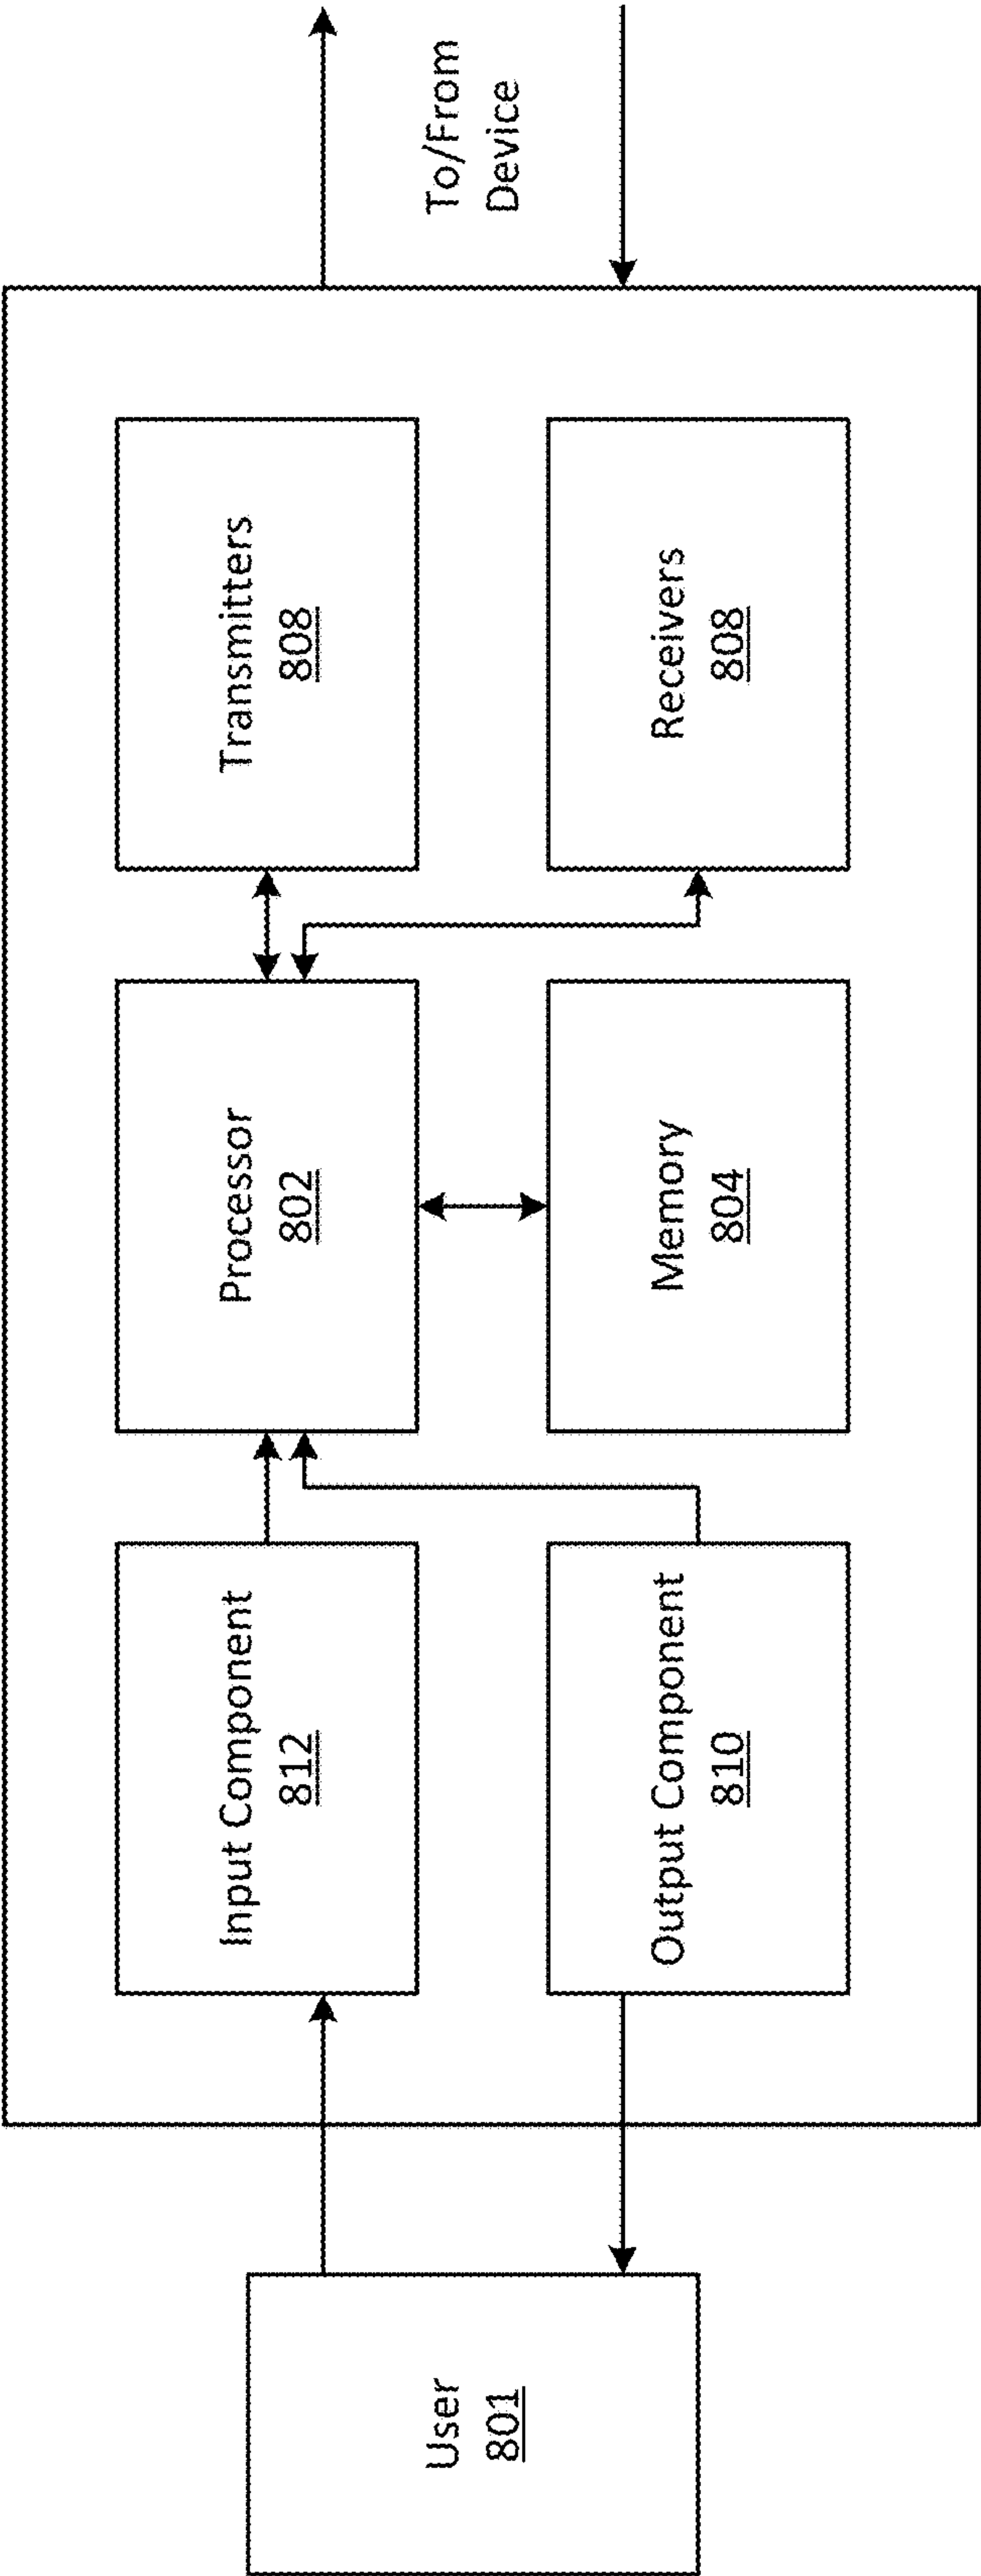 User
801
Input Component
812
Output Component
810
Processor
802
Memory
804
Transmitters
808
Receivers
808
To/From
Device